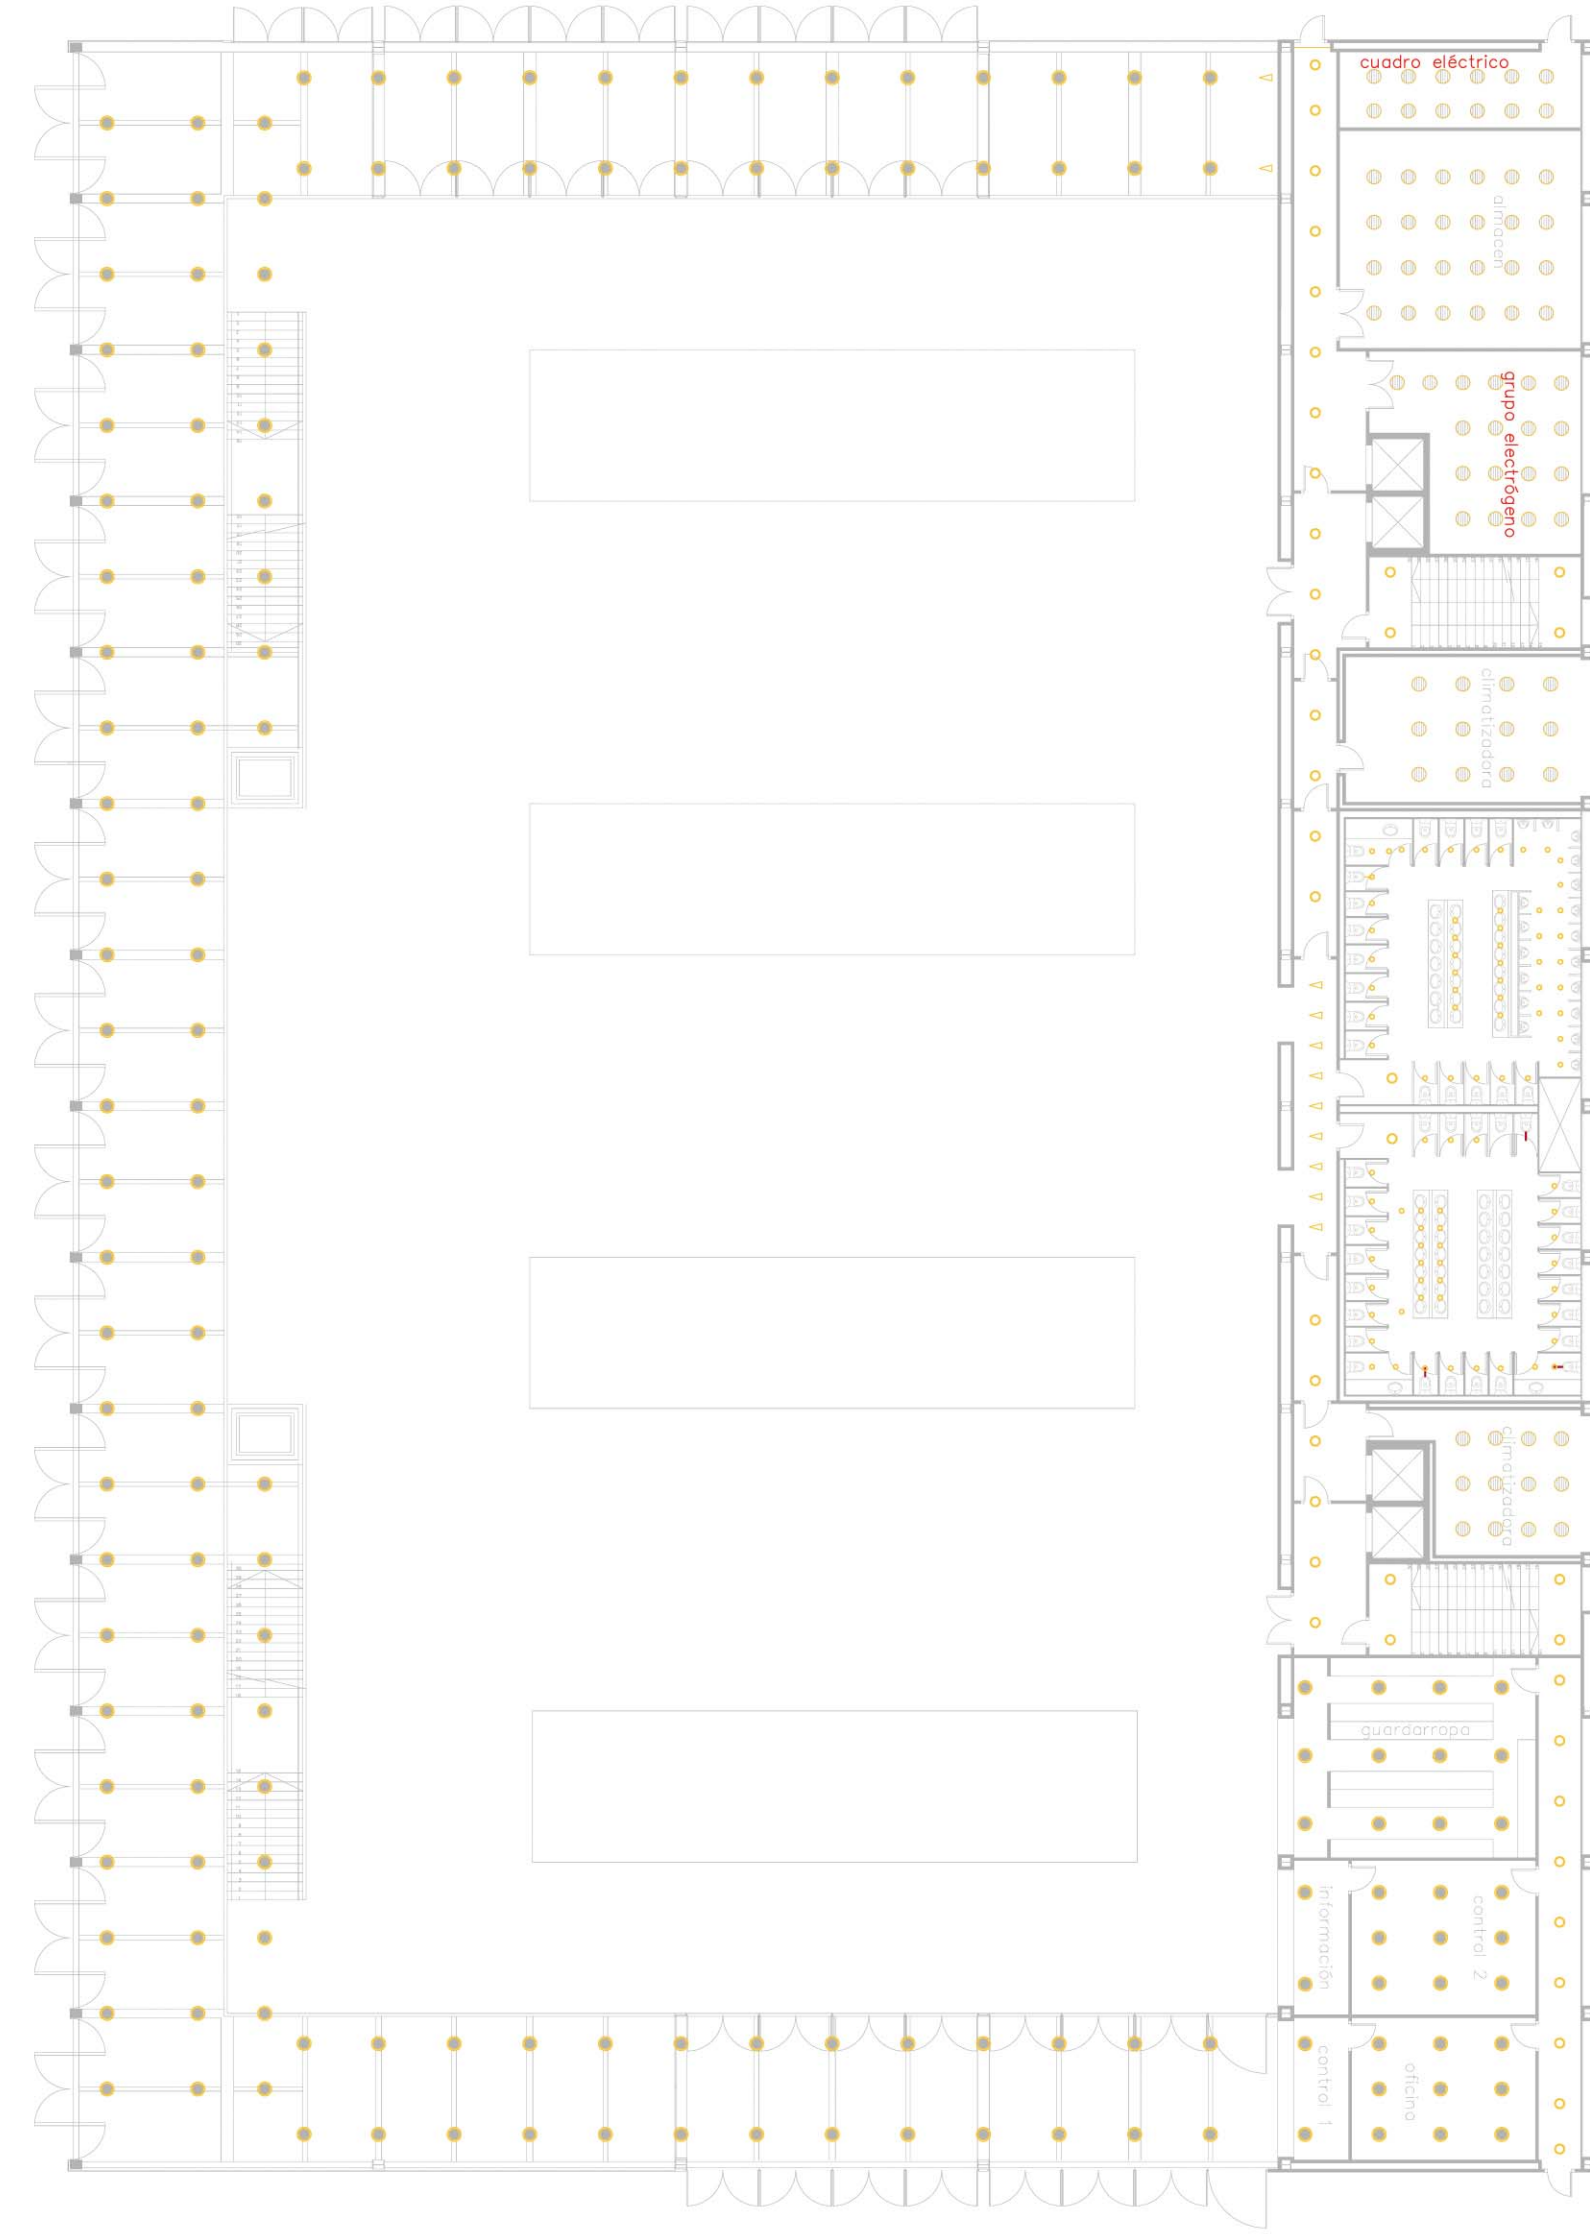 cuadro eléctrico
almacen
grupo electrógeno
climatizadora
climatizadora
guardarropa
información
control 2
control 1
oficina